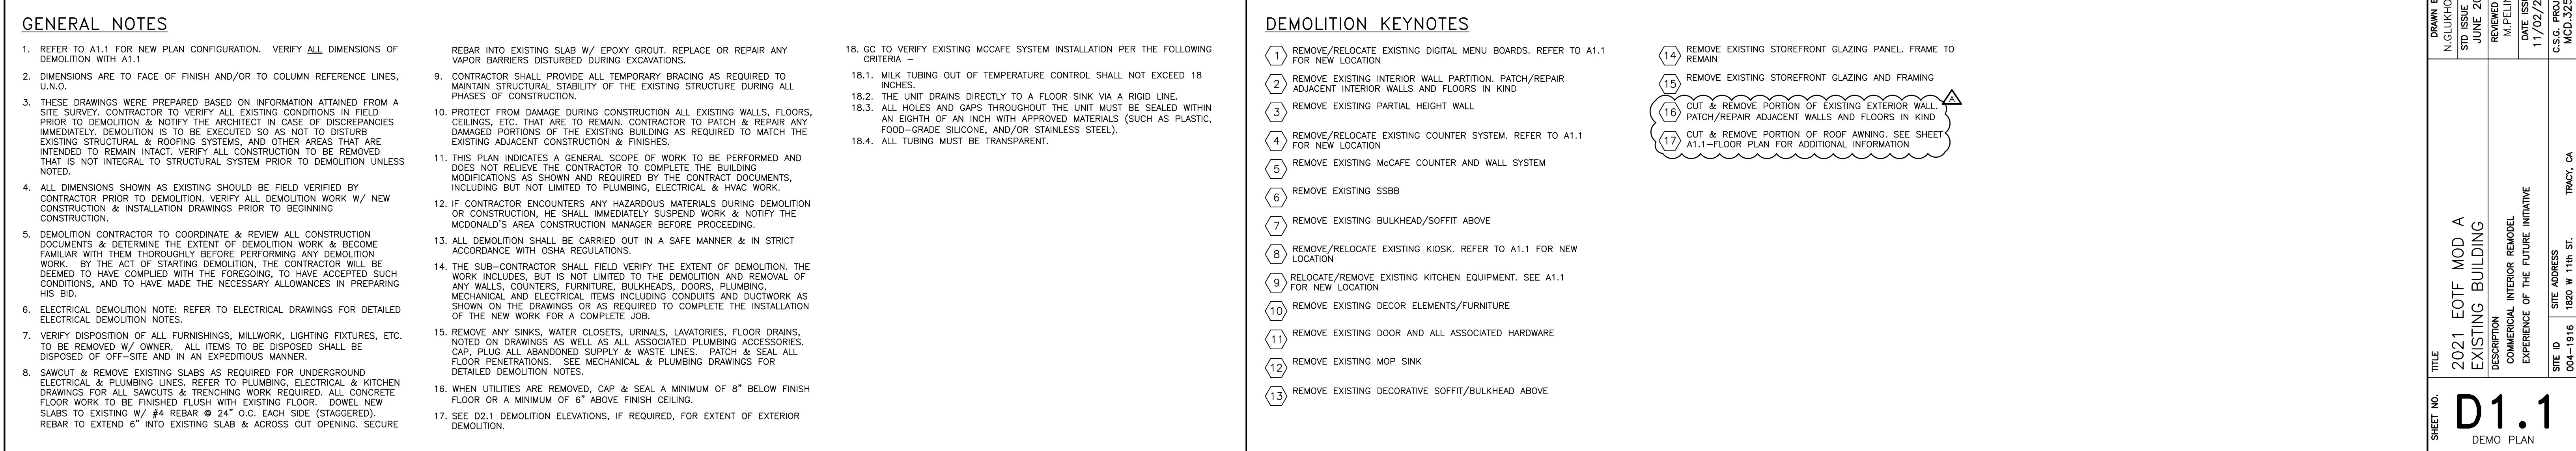 GENERAL NOTES
1. REFER TO A1.1 FOR NEW PLAN CONFIGURATION. VERIFY ALL DIMENSIONS OF
DEMOLITION WITH A1.1
2. DIMENSIONS ARE TO FACE OF FINISH AND/OR TO COLUMN REFERENCE LINES,
U.N.O.
3. THESE DRAWINGS WERE PREPARED BASED ON INFORMATION ATTAINED FROM A
SITE SURVEY. CONTRACTOR TO VERIFY ALL EXISTING CONDITIONS IN FIELD
PRIOR TO DEMOLITION & NOTIFY THE ARCHITECT IN CASE OF DISCREPANCIES
IMMEDIATELY. DEMOLITION IS TO BE EXECUTED SO AS NOT TO DISTURB
EXISTING STRUCTURAL & ROOFING SYSTEMS, AND OTHER AREAS THAT ARE
INTENDED TO REMAIN INTACT. VERIFY ALL CONSTRUCTION TO BE REMOVED
THAT IS NOT INTEGRAL TO STRUCTURAL SYSTEM PRIOR TO DEMOLITION UNLESS
NOTED.
4. ALL DIMENSIONS SHOWN AS EXISTING SHOULD BE FIELD VERIFIED BY
CONTRACTOR PRIOR TO DEMOLITION. VERIFY ALL DEMOLITION WORK W/ NEW
CONSTRUCTION & INSTALLATION DRAWINGS PRIOR TO BEGINNING
CONSTRUCTION.
5. DEMOLITION CONTRACTOR TO COORDINATE & REVIEW ALL CONSTRUCTION
DOCUMENTS & DETERMINE THE EXTENT OF DEMOLITION WORK & BECOME
FAMILIAR WITH THEM THOROUGHLY BEFORE PERFORMING ANY DEMOLITION
WORK. BY THE ACT OF STARTING DEMOLITION, THE CONTRACTOR WILL BE
DEEMED TO HAVE COMPLIED WITH THE FOREGOING, TO HAVE ACCEPTED SUCH
CONDITIONS, AND TO HAVE MADE THE NECESSARY ALLOWANCES IN PREPARING
HIS BID.
6. ELECTRICAL DEMOLITION NOTE: REFER TO ELECTRICAL DRAWINGS FOR DETAILED
ELECTRICAL DEMOLITION NOTES.
7. VERIFY DISPOSITION OF ALL FURNISHINGS, MILLWORK, LIGHTING FIXTURES, ETC.
TO BE REMOVED W/ OWNER. ALL ITEMS TO BE DISPOSED SHALL BE
DISPOSED OF OFF-SITE AND IN AN EXPEDITIOUS MANNER.
8. SAWCUT & REMOVE EXISTING SLABS AS REQUIRED FOR UNDERGROUND
ELECTRICAL & PLUMBING LINES. REFER TO PLUMBING, ELECTRICAL & KITCHEN
DRAWINGS FOR ALL SAWCUTS & TRENCHING WORK REQUIRED. ALL CONCRETE
FLOOR WORK TO BE FINISHED FLUSH WITH EXISTING FLOOR. DOWEL NEW
SLABS TO EXISTING W/ #4 REBAR @ 24" O.C. EACH SIDE (STAGGERED).
REBAR TO EXTEND 6" INTO EXISTING SLAB & ACROSS CUT OPENING. SECURE
REBAR INTO EXISTING SLAB W/ EPOXY GROUT. REPLACE OR REPAIR ANY
VAPOR BARRIERS DISTURBED DURING EXCAVATIONS.
9. CONTRACTOR SHALL PROVIDE ALL TEMPORARY BRACING AS REQUIRED TO
MAINTAIN STRUCTURAL STABILITY OF THE EXISTING STRUCTURE DURING ALL
PHASES OF CONSTRUCTION.
10. PROTECT FROM DAMAGE DURING CONSTRUCTION ALL EXISTING WALLS, FLOORS,
CEILINGS, ETC. THAT ARE TO REMAIN. CONTRACTOR TO PATCH & REPAIR ANY
DAMAGED PORTIONS OF THE EXISTING BUILDING AS REQUIRED TO MATCH THE
EXISTING ADJACENT CONSTRUCTION & FINISHES.
11. THIS PLAN INDICATES A GENERAL SCOPE OF WORK TO BE PERFORMED AND
DOES NOT RELIEVE THE CONTRACTOR TO COMPLETE THE BUILDING
MODIFICATIONS AS SHOWN AND REQUIRED BY THE CONTRACT DOCUMENTS,
INCLUDING BUT NOT LIMITED TO PLUMBING, ELECTRICAL & HVAC WORK.
12. IF CONTRACTOR ENCOUNTERS ANY HAZARDOUS MATERIALS DURING DEMOLITION
OR CONSTRUCTION, HE SHALL IMMEDIATELY SUSPEND WORK & NOTIFY THE
MCDONALD'S AREA CONSTRUCTION MANAGER BEFORE PROCEEDING.
13. ALL DEMOLITION SHALL BE CARRIED OUT IN A SAFE MANNER & IN STRICT
ACCORDANCE WITH OSHA REGULATIONS.
14. THE SUB-CONTRACTOR SHALL FIELD VERIFY THE EXTENT OF DEMOLITION. THE
WORK INCLUDES, BUT IS NOT LIMITED TO THE DEMOLITION AND REMOVAL OF
ANY WALLS, COUNTERS, FURNITURE, BULKHEADS, DOORS, PLUMBING,
MECHANICAL AND ELECTRICAL ITEMS INCLUDING CONDUITS AND DUCTWORK AS
SHOWN ON THE DRAWINGS OR AS REQUIRED TO COMPLETE THE INSTALLATION
OF THE NEW WORK FOR A COMPLETE JOB.
15. REMOVE ANY SINKS, WATER CLOSETS, URINALS, LAVATORIES, FLOOR DRAINS,
NOTED ON DRAWINGS AS WELL AS ALL ASSOCIATED PLUMBING ACCESSORIES.
CAP, PLUG ALL ABANDONED SUPPLY & WASTE LINES. PATCH & SEAL ALL
FLOOR PENETRATIONS. SEE MECHANICAL & PLUMBING DRAWINGS FOR
DETAILED DEMOLITION NOTES.
16. WHEN UTILITIES ARE REMOVED, CAP & SEAL A MINIMUM OF 8" BELOW FINISH
FLOOR OR A MINIMUM OF 6" ABOVE FINISH CEILING.
17. SEE D2.1 DEMOLITION ELEVATIONS, IF REQUIRED, FOR EXTENT OF EXTERIOR
DEMOLITION.
18. GC TO VERIFY EXISTING MCCAFE SYSTEM INSTALLATION PER THE FOLLOWING
CRITERIA –
18.1. MILK TUBING OUT OF TEMPERATURE CONTROL SHALL NOT EXCEED 18
INCHES.
18.2. THE UNIT DRAINS DIRECTLY TO A FLOOR SINK VIA A RIGID LINE.
18.3. ALL HOLES AND GAPS THROUGHOUT THE UNIT MUST BE SEALED WITHIN
AN EIGHTH OF AN INCH WITH APPROVED MATERIALS (SUCH AS PLASTIC,
FOOD-GRADE SILICONE, AND/OR STAINLESS STEEL).
18.4. ALL TUBING MUST BE TRANSPARENT.
DEMOLITION KEYNOTES
1 REMOVE/RELOCATE EXISTING DIGITAL MENU BOARDS. REFER TO A1.1
FOR NEW LOCATION
2 REMOVE EXISTING INTERIOR WALL PARTITION. PATCH/REPAIR
ADJACENT INTERIOR WALLS AND FLOORS IN KIND
3 REMOVE EXISTING PARTIAL HEIGHT WALL
4 REMOVE/RELOCATE EXISTING COUNTER SYSTEM. REFER TO A1.1
FOR NEW LOCATION
5 REMOVE EXISTING McCAFE COUNTER AND WALL SYSTEM
6 REMOVE EXISTING SSBB
7 REMOVE EXISTING BULKHEAD/SOFFIT ABOVE
8 REMOVE/RELOCATE EXISTING KIOSK. REFER TO A1.1 FOR NEW
LOCATION
9 RELOCATE/REMOVE EXISTING KITCHEN EQUIPMENT. SEE A1.1
FOR NEW LOCATION
10 REMOVE EXISTING DECOR ELEMENTS/FURNITURE
11 REMOVE EXISTING DOOR AND ALL ASSOCIATED HARDWARE
12 REMOVE EXISTING MOP SINK
13 REMOVE EXISTING DECORATIVE SOFFIT/BULKHEAD ABOVE
14 REMOVE EXISTING STOREFRONT GLAZING PANEL. FRAME TO
REMAIN
15 REMOVE EXISTING STOREFRONT GLAZING AND FRAMING
A
16 CUT & REMOVE PORTION OF EXISTING EXTERIOR WALL.
PATCH/REPAIR ADJACENT WALLS AND FLOORS IN KIND
17 CUT & REMOVE PORTION OF ROOF AWNING. SEE SHEET
A1.1-FLOOR PLAN FOR ADDITIONAL INFORMATION
DRAWN
N.GLUKHO
STD ISSUE
JUNE 20
REVIEWED
M.PELIN
DATE ISS
11/02/2
C.S.G. PROJ
MCD.325
TITLE
2021 EOTF MOD A
EXISTING BUILDING
DESCRIPTION
COMMERICIAL INTERIOR REMODEL
EXPERIENCE OF THE FUTURE INITIATIVE
SITE ID
004-1916
SITE ADDRESS
1820 W 11th ST. TRACY, CA
SHEET NO.
D1.1
DEMO PLAN